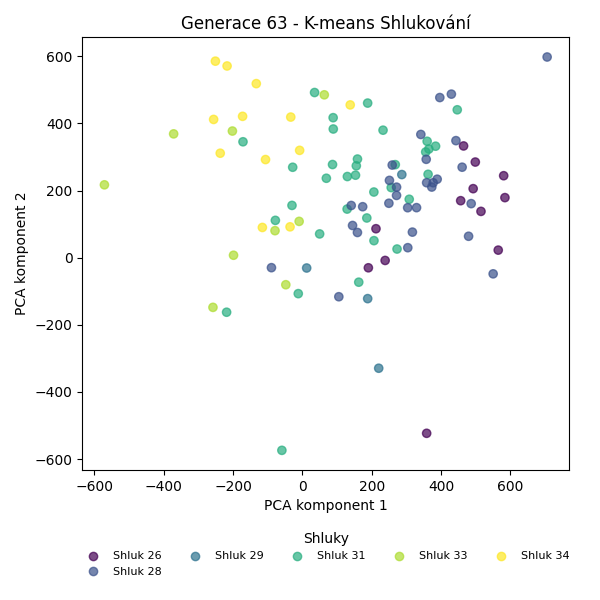 Generace 63 - K-means Shlukování
PCA komponent 2
600
400
200
0
−200
−400
−600
−600 −400 −200 0 200 400 600
PCA komponent 1
Shluky
Shluk 26 Shluk 29 Shluk 31 Shluk 33 Shluk 34
Shluk 28